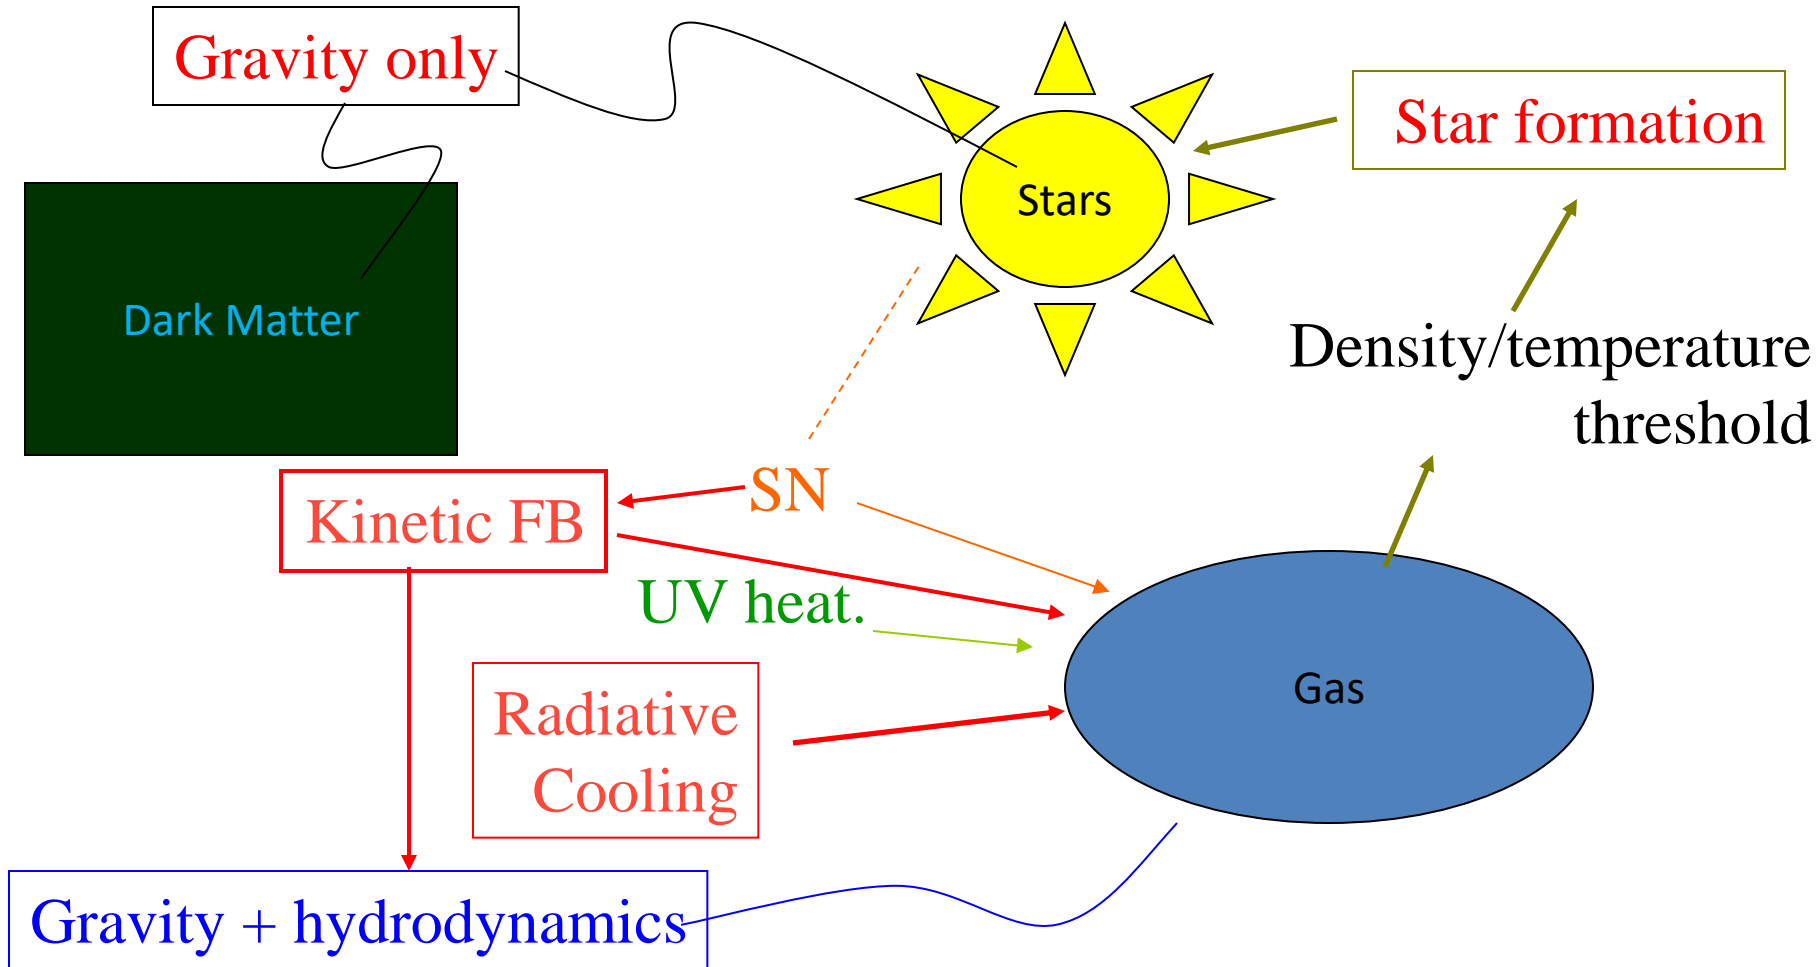 Gravity only
Star formation
Stars
Dark Matter
Density/temperature
threshold
SN
Kinetic FB
UV heat.
Radiative
Cooling
Gas
Gravity + hydrodynamics